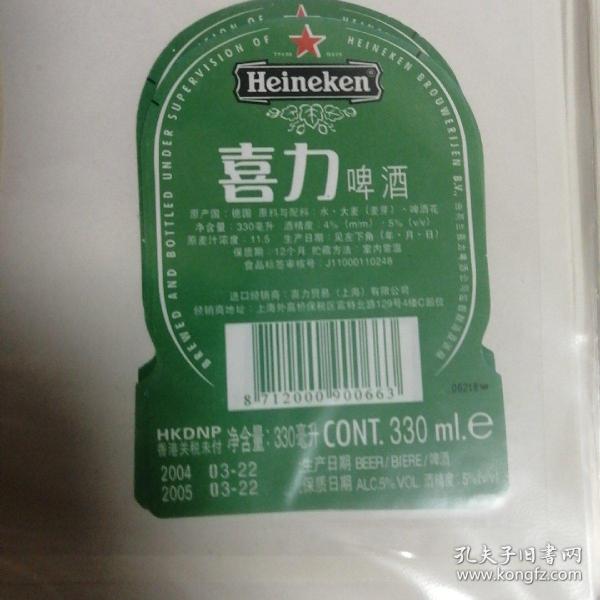 BREWED AND BOTTLED UNDER SUPERVISION OF HEINEKEN BROUWERIJEN B.V.,
TRADE MARK
Heineken®
喜力啤酒
原产国：德国 原料与配料：水·大麦（麦芽）·啤酒花
净含量：330毫升 酒精度：4%（m/m）·5%（v/v）
原麦汁浓度：11.5 生产日期：见左下角（年·月·日）
保质期：12个月 贮藏方法：室内常温
食品标签审核号：J11000110248
进口经销商：喜力贸易（上海）有限公司
经销商地址：上海外高桥保税区富特北路129号4楼C部位
8 712000 900663
06218
HKDNP 净含量：330毫升 CONT. 330 ml. e
香港美税未付
2004 03-22 生产日期 BEER/BIERE/啤酒
2005 03-22 保质日期 ALC.5% VOL 酒精度：5%(v/v)
孔夫子旧书网
www.kongfz.com